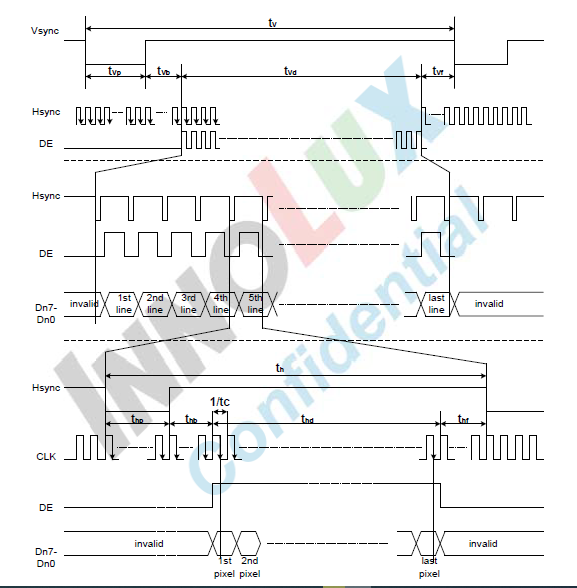 tv
Vsync
tvp tvb tvd tvf
Hsync
DE
Hsync
DE
Dn7-
Dn0
invalid
1st
line
2nd
line
3rd
line
4th
line
5th
line
last
line
invalid
th
Hsync
1/tc
thp thb thd thf
CLK
DE
Dn7-
Dn0
invalid
1st
pixel
2nd
pixel
last
pixel
invalid
INNOLUX
Confidential